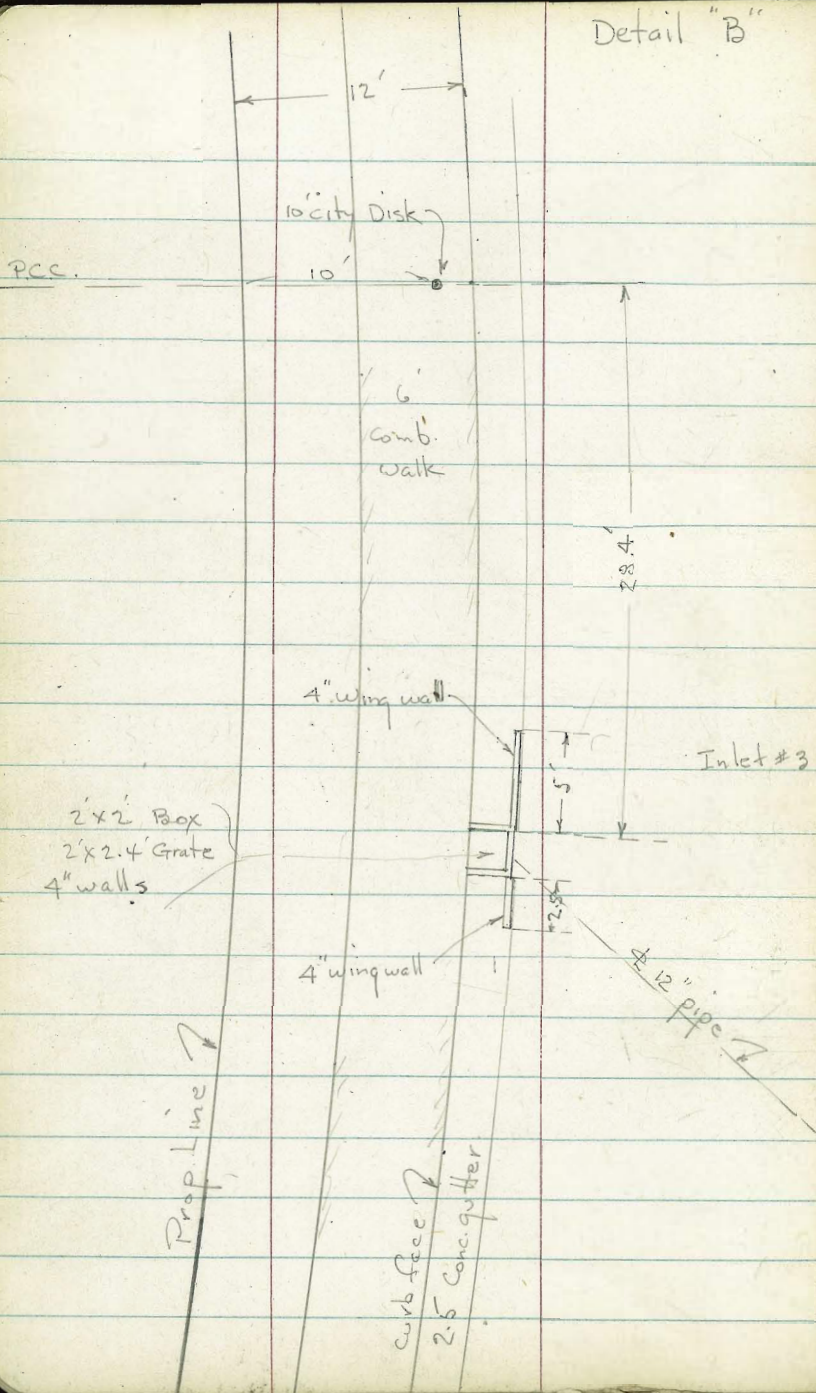 Detail "B"
12'
10' City Disk
P.C.C.
10'
6'
Comb.
Walk
28.4'
4" wing wall
5'
Inlet #3
2'x2' Box
2'x2.4' Grate
4" walls
2.5'
4" wingwall
℄ 12" pipe
Prop. Line
Curb face
2.5 Conc. gutter